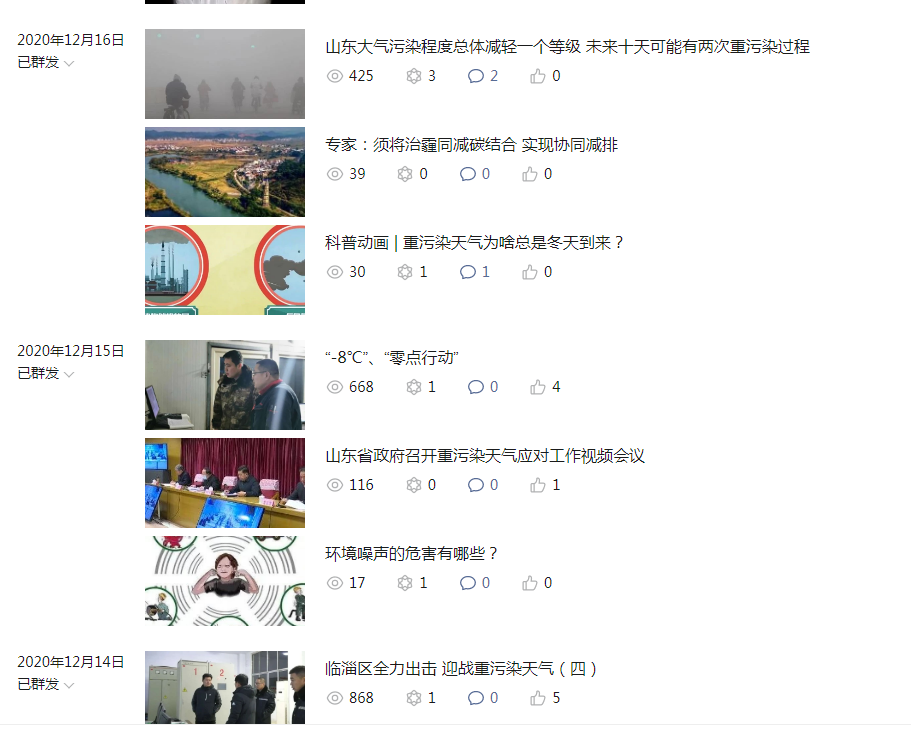 2020年12月16日
已群发
山东大气污染程度总体减轻一个等级 未来十天可能有两次重污染过程
425 3 2 0
专家：须将治霾同减碳结合 实现协同减排
39 0 0 0
科普动画 | 重污染天气为啥总是冬天到来？
30 1 1 0
2020年12月15日
已群发
“-8℃”、“零点行动”
668 1 0 4
山东省政府召开重污染天气应对工作视频会议
116 0 0 1
环境噪声的危害有哪些？
17 1 0 0
2020年12月14日
已群发
1 2
临淄区全力出击 迎战重污染天气（四）
868 1 0 5